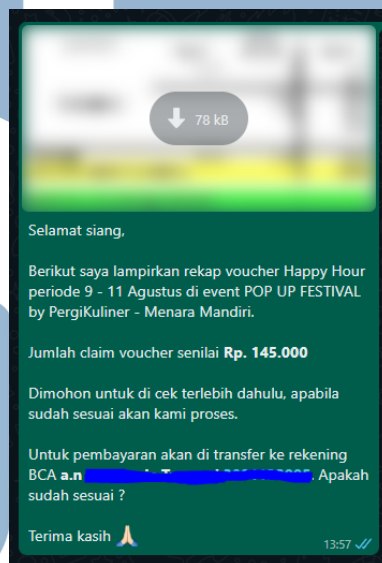 78 kB
Selamat siang,
Berikut saya lampirkan rekap voucher Happy Hour
periode 9 - 11 Agustus di event POP UP FESTIVAL
by PergiKuliner - Menara Mandiri.
Jumlah claim voucher senilai Rp. 145.000
Dimohon untuk di cek terlebih dahulu, apabila
sudah sesuai akan kami proses.
Untuk pembayaran akan di transfer ke rekening
BCA a.n . Apakah
sudah sesuai ?
Terima kasih 🙏🏻
13:57